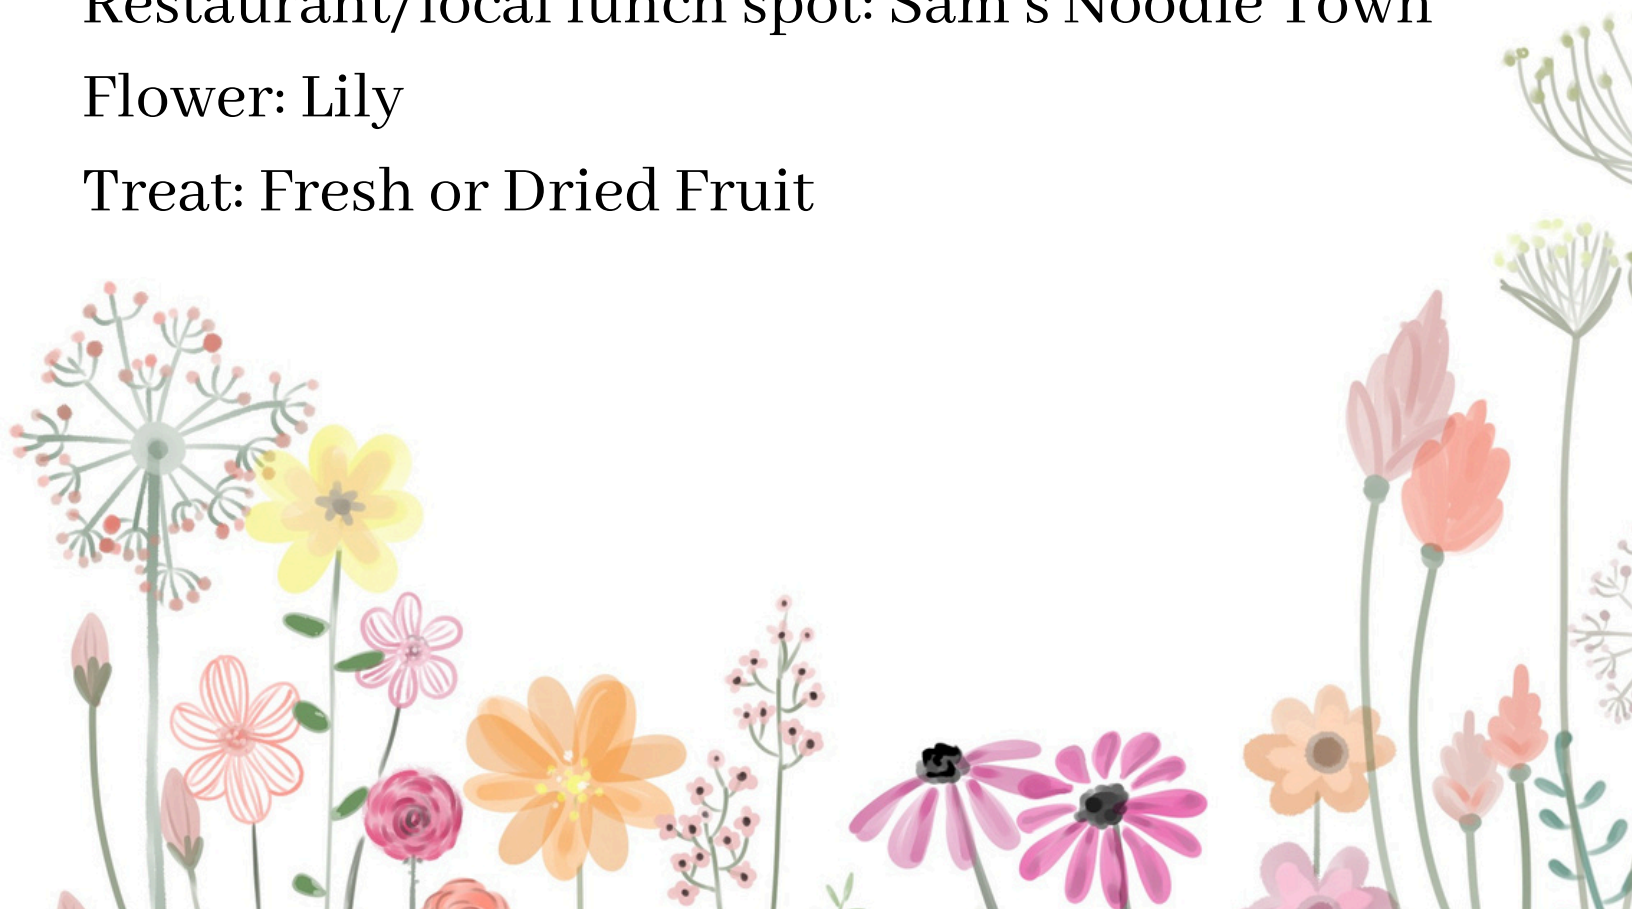 Restaurant/local lunch spot: Sam's Noodle Town
Flower: Lily
Treat: Fresh or Dried Fruit